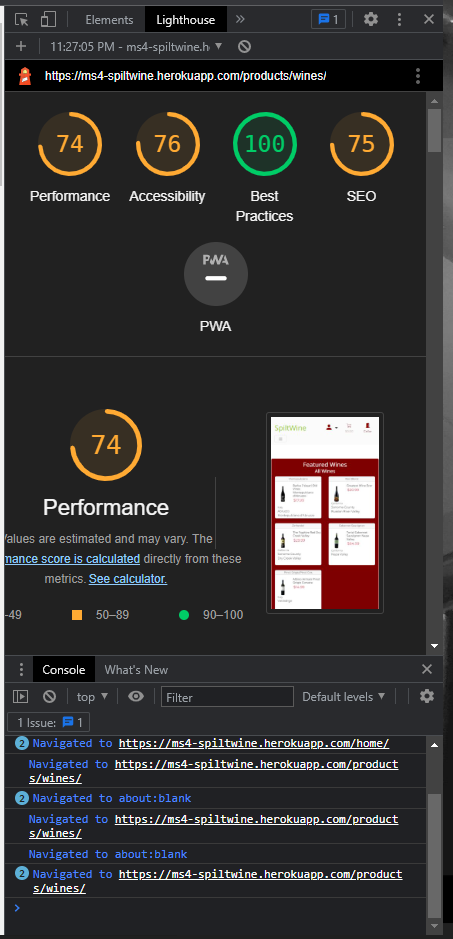 Elements
Lighthouse
1
11:27:05 PM - ms4-spiltwine.h
https://ms4-spiltwine.herokuapp.com/products/wines/
74
76
100
75
Performance
Accessibility
Best
Practices
SEO
PWA
PWA
74
Performance
Values are estimated and may vary. The
mance score is calculated directly from these
metrics. See calculator.
-49
50–89
90–100
SpiltWine
Featured Wines
All Wines
Console
What's New
top
Filter
Default levels
1 Issue: 1
2 Navigated to https://ms4-spiltwine.herokuapp.com/home/
Navigated to https://ms4-spiltwine.herokuapp.com/product
s/wines/
2 Navigated to about:blank
Navigated to https://ms4-spiltwine.herokuapp.com/product
s/wines/
Navigated to about:blank
2 Navigated to https://ms4-spiltwine.herokuapp.com/product
s/wines/